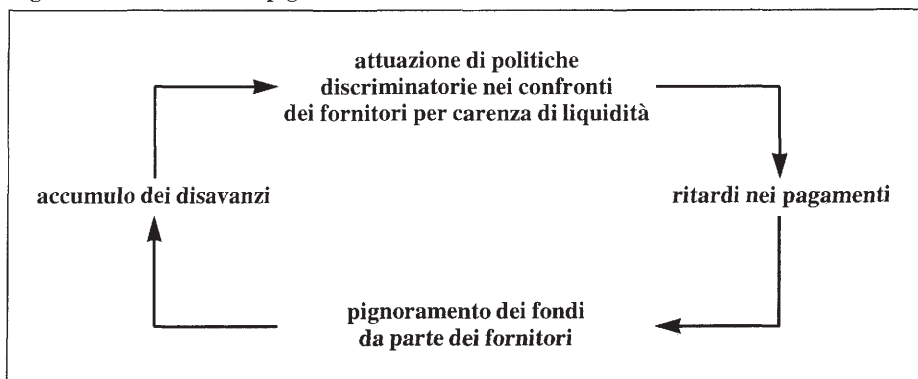 attuazione di politiche
discriminatorie nei confronti
dei fornitori per carenza di liquidità
accumulo dei disavanzi
ritardi nei pagamenti
pignoramento dei fondi
da parte dei fornitori